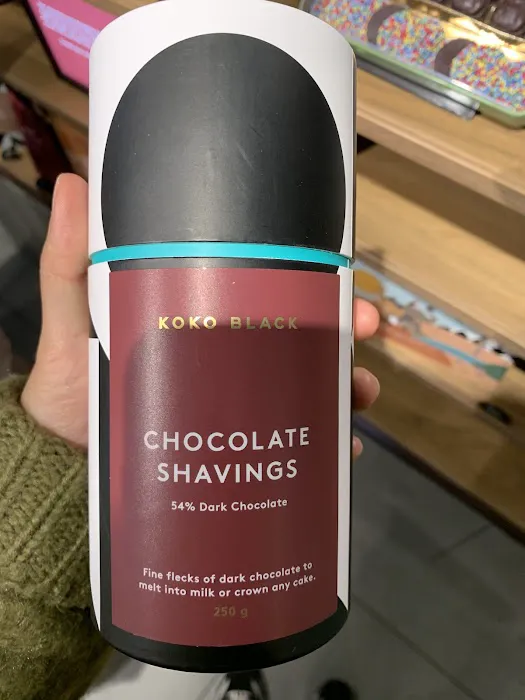 KOKO BLACK
CHOCOLATE
SHAVINGS
54% Dark Chocolate
Fine flecks of dark chocolate to
melt into milk or crown any cake.
250 g